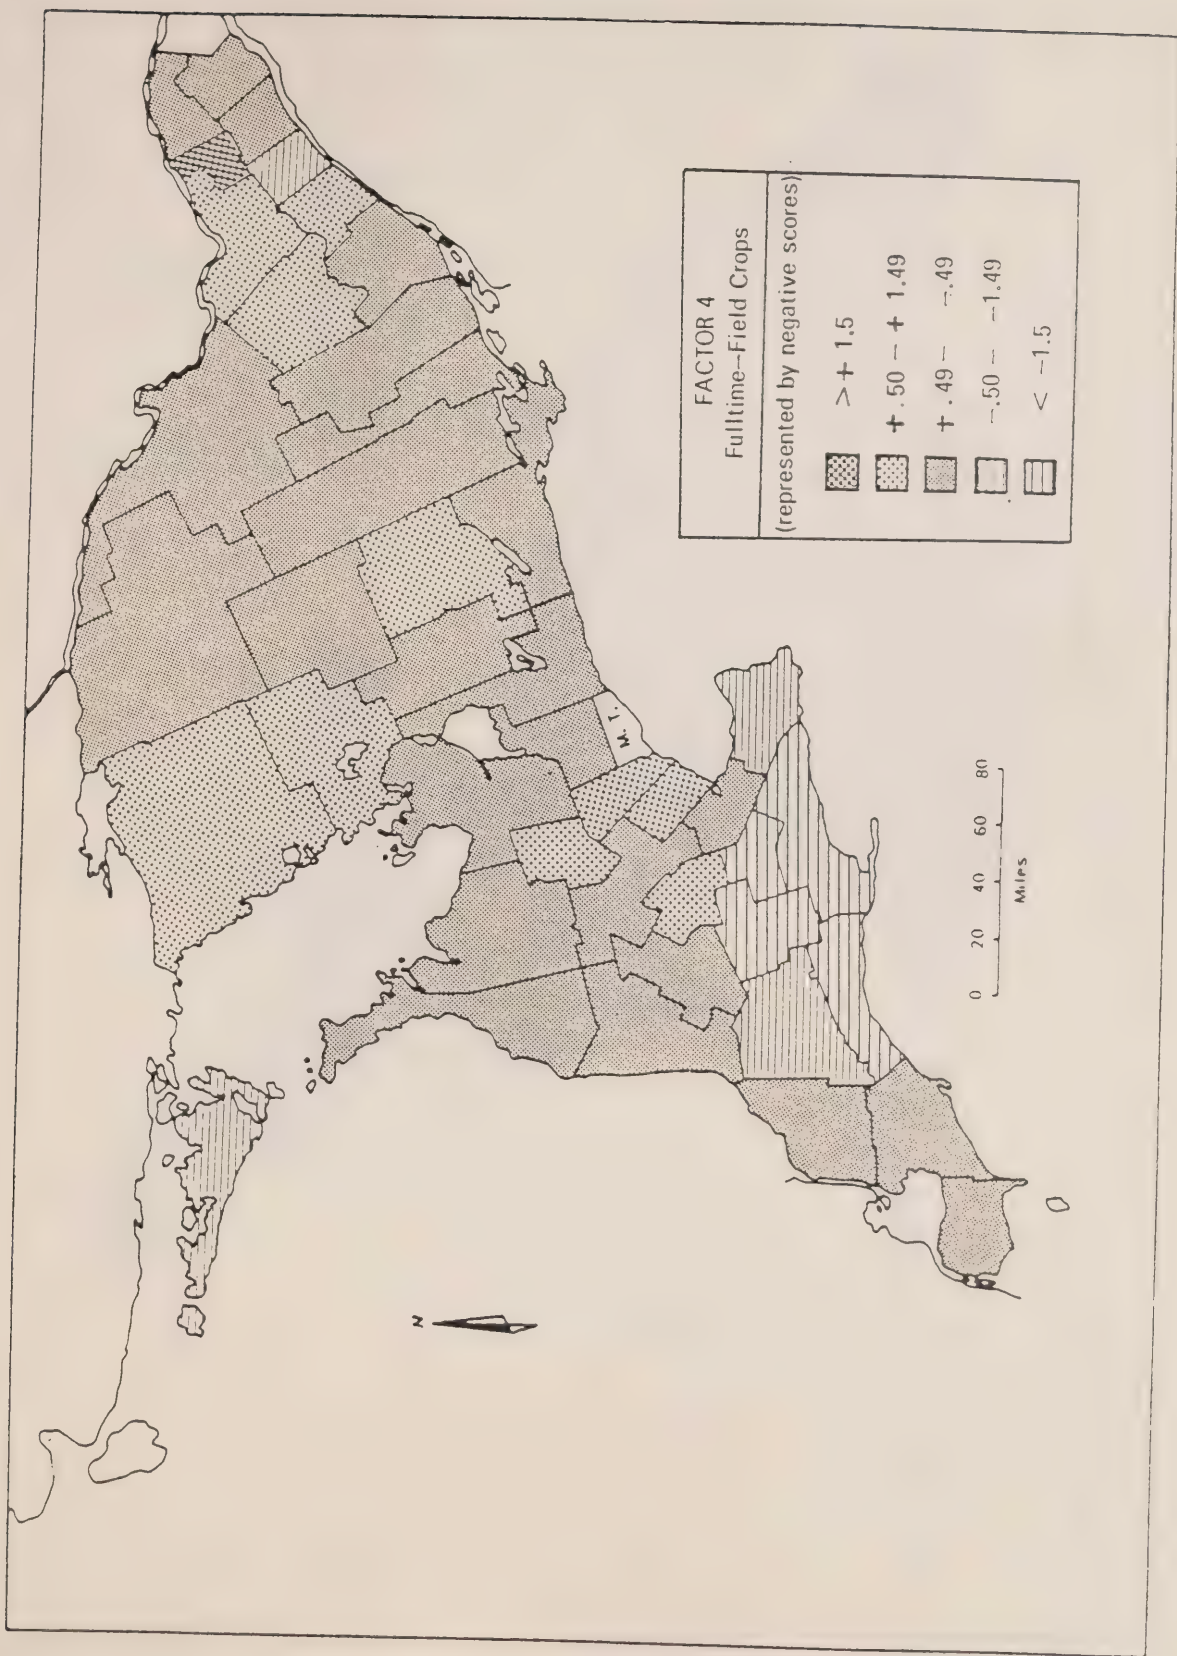 FACTOR 4
Fulltime—Field Crops
(represented by negative scores)
>+ 1.5
+ .50 – + 1.49
+ .49 – –.49
–.50 – –1.49
< –1.5
M. T.
N
0 20 40 60 80
Miles